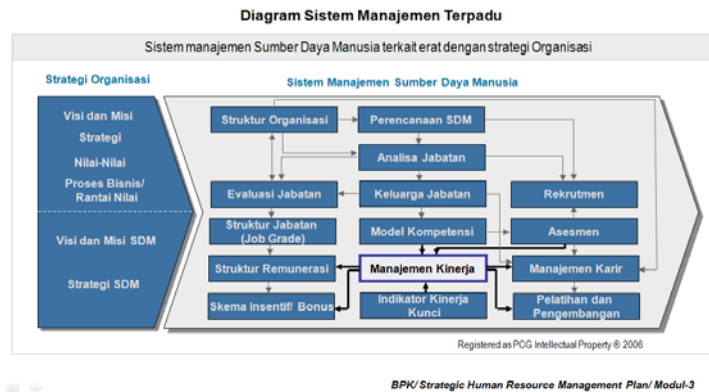 Diagram Sistem Manajemen Terpadu
Sistem manajemen Sumber Daya Manusia terkait erat dengan strategi Organisasi
Strategi Organisasi
Sistem Manajemen Sumber Daya Manusia
Visi dan Misi
Strategi
Nilai-Nilai
Proses Bisnis/
Rantai Nilai
Visi dan Misi SDM
Strategi SDM
Struktur Organisasi
Perencanaan SDM
Analisa Jabatan
Evaluasi Jabatan
Keluarga Jabatan
Rekrutmen
Struktur Jabatan
(Job Grade)
Model Kompetensi
Asesmen
Struktur Remunerasi
Manajemen Kinerja
Manajemen Karir
Skema Insentif/ Bonus
Indikator Kinerja
Kunci
Pelatihan dan
Pengembangan
Registered as PCG Intellectual Property ® 2006
BPK/ Strategic Human Resource Management Plan/ Modul-3